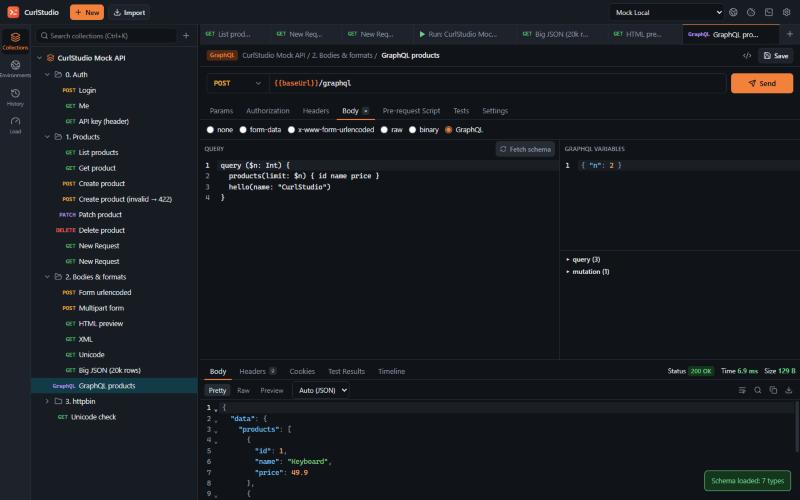 CurlStudio
+ New
Import
Mock Local
Collections
Environments
History
Load
Search collections (Ctrl+K)
+
CurlStudio Mock API
0. Auth
POST Login
GET Me
GET API key (header)
1. Products
GET List products
GET Get product
POST Create product
POST Create product (invalid → 422)
PATCH Patch product
DELETE Delete product
GET New Request
GET New Request
2. Bodies & formats
POST Form urlencoded
POST Multipart form
GET HTML preview
GET XML
GET Unicode
GET Big JSON (20k rows)
GraphQL GraphQL products
3. httpbin
GET Unicode check
GET List prod...
GET New Req...
GET New Req...
Run: CurlStudio Moc...
GET Big JSON (20k r...
GET HTML pre...
GraphQL GraphQL pro...
+
GraphQL CurlStudio Mock API / 2. Bodies & formats / GraphQL products
</> Save
POST {{baseUrl}}/graphql Send
Params Authorization Headers Body Pre-request Script Tests Settings
none form-data x-www-form-urlencoded raw binary GraphQL
QUERY Fetch schema
1 query ($n: Int) {
2 products(limit: $n) { id name price }
3 hello(name: "CurlStudio")
4 }
GRAPHQL VARIABLES
1 { "n": 2 }
query (3)
mutation (1)
Body Headers Cookies Test Results Timeline
Status 200 OK Time 6.9 ms Size 129 B
Pretty Raw Preview Auto (JSON)
1 {
2 "data": {
3 "products": [
4 {
5 "id": 1,
6 "name": "Keyboard",
7 "price": 49.9
8 },
9 {
Schema loaded: 7 types